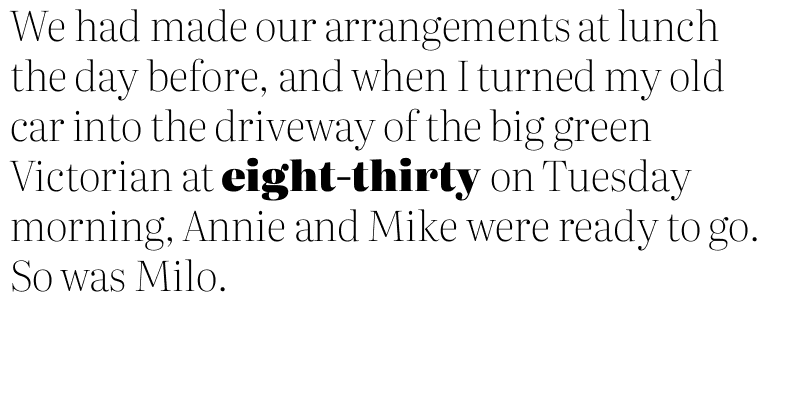 We had made our arrangements at lunch
the day before, and when I turned my old
car into the driveway of the big green
Victorian at eight-thirty on Tuesday
morning, Annie and Mike were ready to go.
So was Milo.